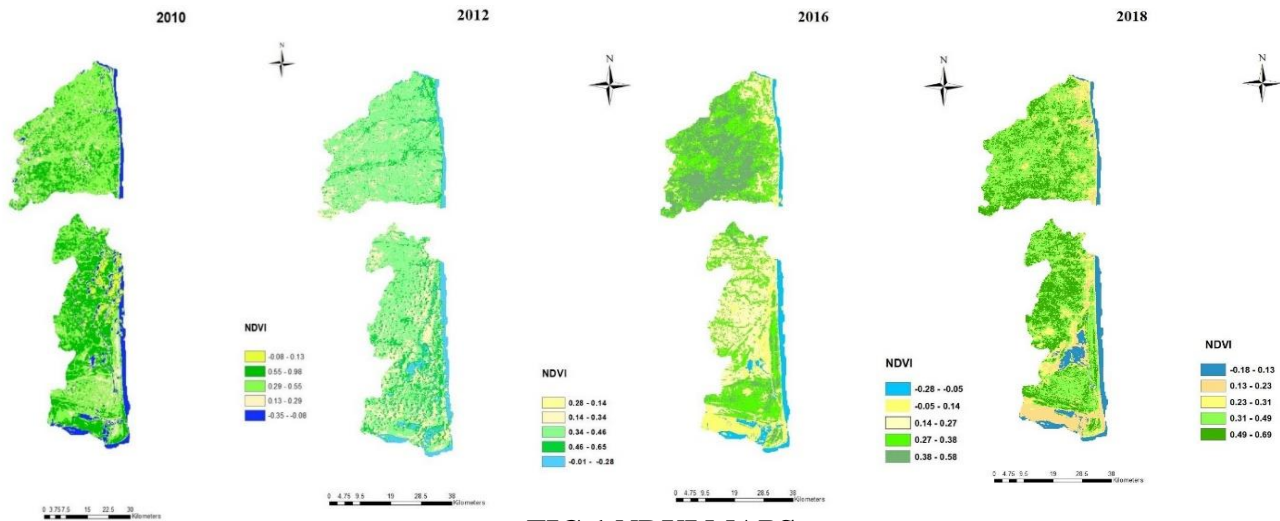 2010
2012
2016
2018
N
N
N
N
NDVI
-0.08 - 0.13
0.55 - 0.98
0.29 - 0.55
0.13 - 0.29
-0.35 - -0.08
0 3.75 7.5 15 22.5 30
Kilometers
NDVI
0.28 - 0.14
0.14 - 0.34
0.34 - 0.46
0.46 - 0.65
-0.01 - -0.28
0 4.75 9.5 19 28.5 38
Kilometers
NDVI
-0.28 - -0.05
-0.05 - 0.14
0.14 - 0.27
0.27 - 0.38
0.38 - 0.58
0 4.75 9.5 19 28.5 38
Kilometers
NDVI
-0.18 - 0.13
0.13 - 0.23
0.23 - 0.31
0.31 - 0.49
0.49 - 0.69
0 4.75 9.5 19 28.5 38
Kilometers